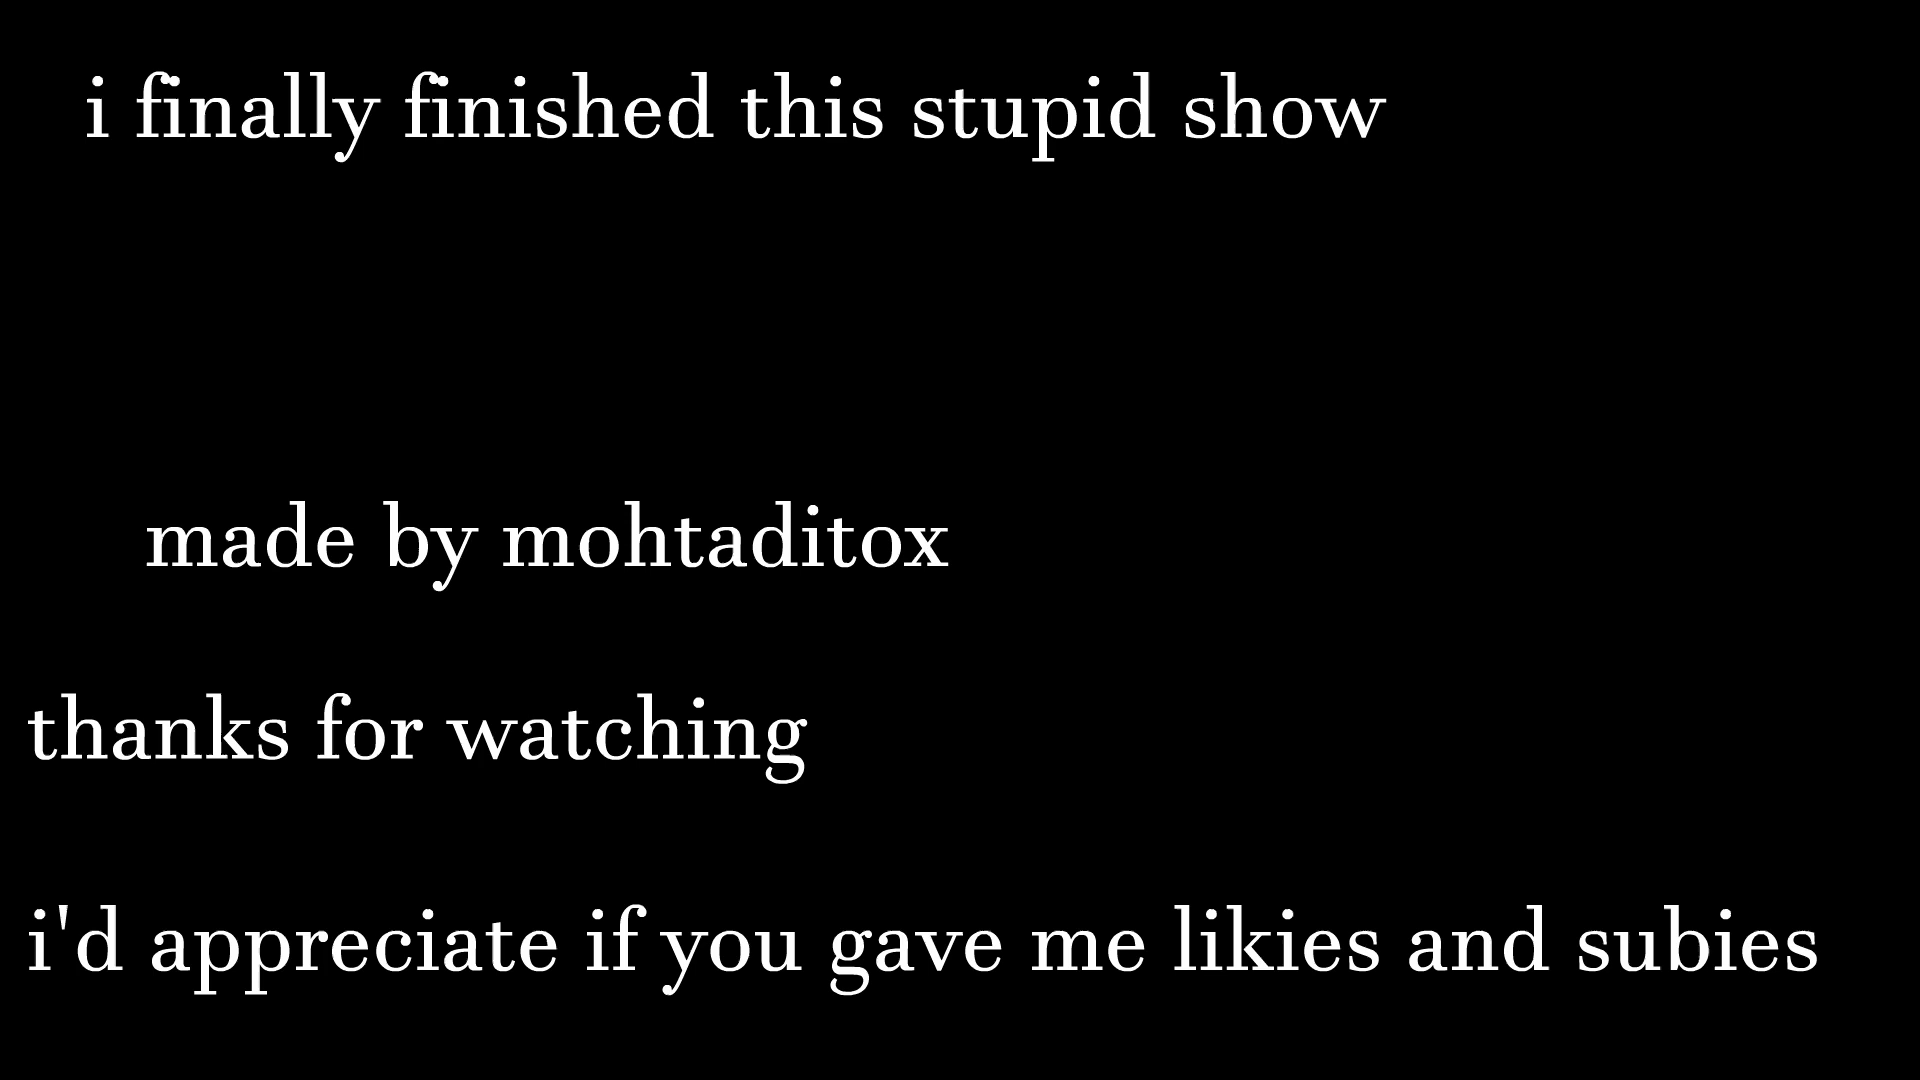 i finally finished this stupid show
made by mohtaditox
thanks for watching
i'd appreciate if you gave me likies and subies